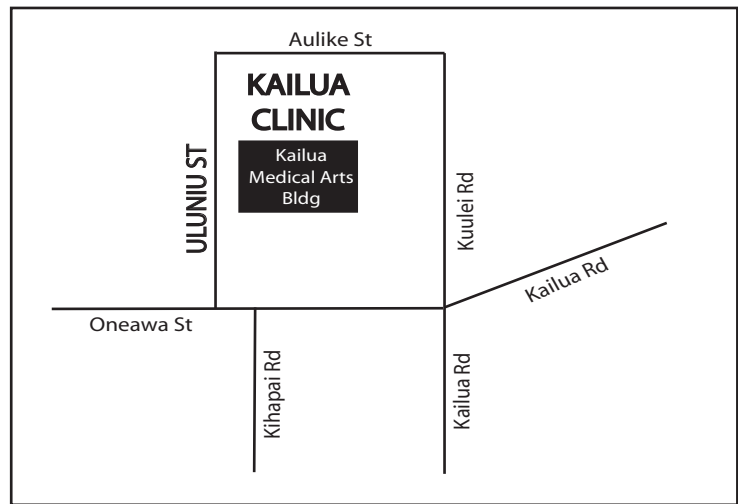 Aulike St
KAILUA
CLINIC
Kailua
Medical Arts
Bldg
ULUNIU ST
Kuulei Rd
Kailua Rd
Oneawa St
Kihapai Rd
Kailua Rd